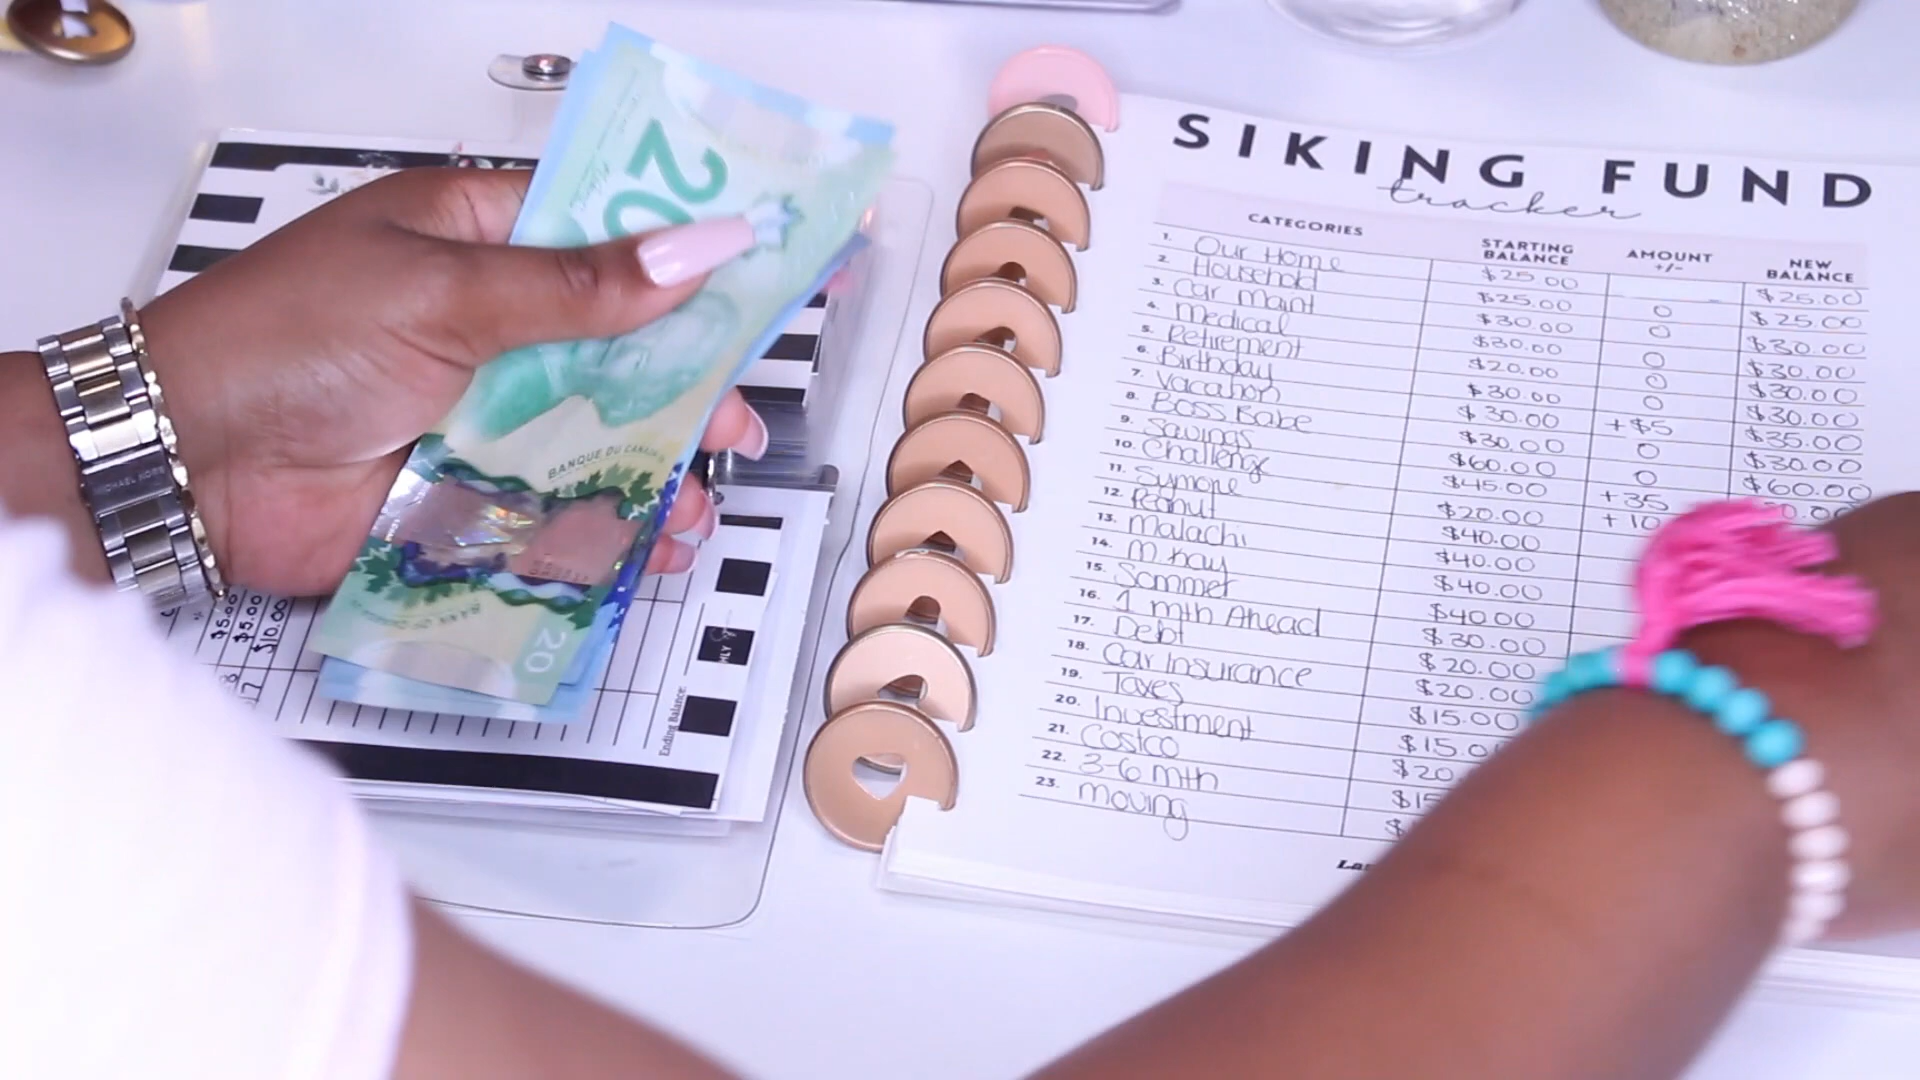 SIKING FUND
tracker
CATEGORIES STARTING BALANCE AMOUNT +/- NEW BALANCE
1. Our Home $25.00 $25.00
2. Household $25.00 0 $25.00
3. Car Maint $30.00 0 $30.00
4. Medical $30.00 0 $30.00
5. Retirement $20.00 0 $30.00
6. Birthday $30.00 0 $30.00
7. Vacation $30.00 +$5 $35.00
8. Boss Babe $30.00 0 $30.00
9. Savings $60.00 0 $60.00
10. Challenge $45.00 +35
11. $20.00 +10
12. Peanut $40.00
13. Malachi $40.00
14. M.Kay $40.00
15. Sommer $40.00
16. 1 mth Ahead $30.00
17. Debt $20.00
18. Car Insurance $20.00
19. Taxes $15.00
20. Investment
21. Costco
22. 3-6 Mth
23. Moving
20
BANQUE DU CANADA
20
MICHAEL KORS
$5.00
$5.00
$10.00
Ending Balance: